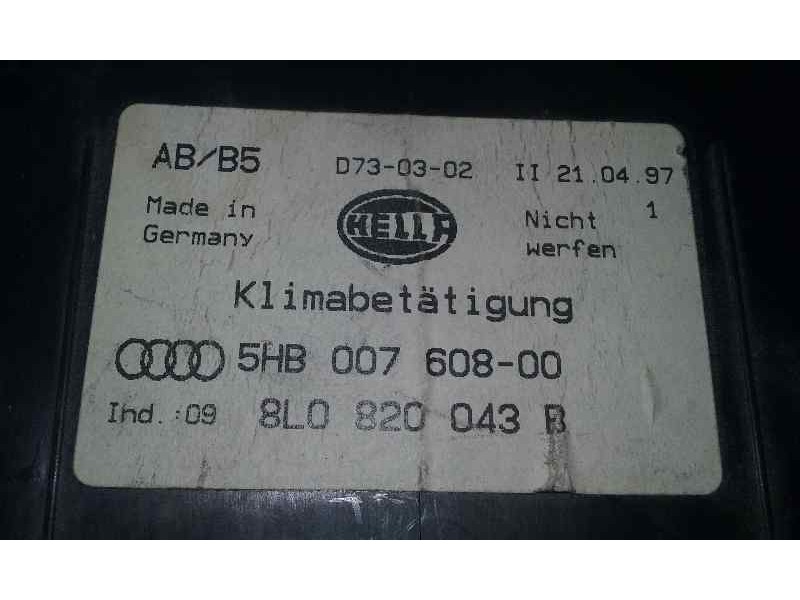 AB/B5 D73-03-02 II 21.04.97
Made in Germany
HELLA
Nicht werfen 1
Klimabetätigung
5HB 007 608-00
Ind.:09 8L0 820 043 B